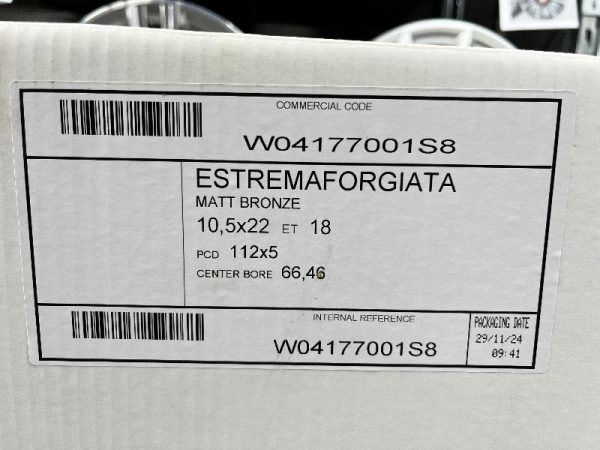 COMMERCIAL CODE
W04177001S8
ESTREMAFORGIATA
MATT BRONZE
10,5x22 ET 18
PCD 112x5
CENTER BORE 66,46
INTERNAL REFERENCE
W04177001S8
PACKAGING DATE
29/11/24
09:41